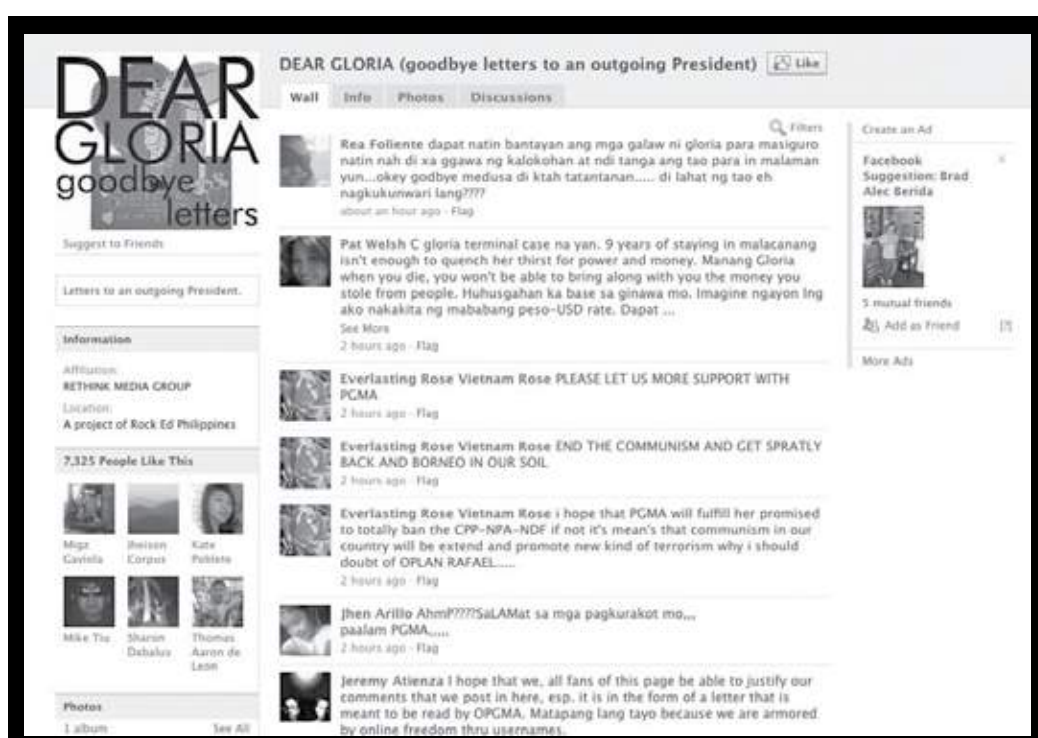 DEAR
GLORIA
goodbye
letters
Suggest to Friends
Letters to an outgoing President.
Information
Affiliation:
RETHINK MEDIA GROUP
Location:
A project of Rock Ed Philippines
7,325 People Like This
Miga
Gaviola
Jheison
Corpus
Kate
Poblete
Mike Tiu
Sharon
Dabalus
Thomas
Aaron de
Leon
Photos
1 album
See All
DEAR GLORIA (goodbye letters to an outgoing President)
Like
Wall
Info
Photos
Discussions
Filters
Rea Foliente dapat natin bantayan ang mga galaw ni gloria para masiguro
natin nah di xa ggawa ng kalokohan at ndi tanga ang tao para in malaman
yun...okey godbye medusa di ktah tatantanan..... di lahat ng tao eh
nagkukunwari lang????
about an hour ago · Flag
Pat Welsh C gloria terminal case na yan. 9 years of staying in malacanang
isn't enough to quench her thirst for power and money. Manang Gloria
when you die, you won't be able to bring along with you the money you
stole from people. Huhusgahan ka base sa ginawa mo. Imagine ngayon lng
ako nakakita ng mababang peso-USD rate. Dapat ...
See More
2 hours ago · Flag
Everlasting Rose Vietnam Rose PLEASE LET US MORE SUPPORT WITH
PGMA
2 hours ago · Flag
Everlasting Rose Vietnam Rose END THE COMMUNISM AND GET SPRATLY
BACK AND BORNEO IN OUR SOIL
2 hours ago · Flag
Everlasting Rose Vietnam Rose i hope that PGMA will fulfill her promised
to totally ban the CPP-NPA-NDF if not it's mean's that communism in our
country will be extend and promote new kind of terrorism why i should
doubt of OPLAN RAFAEL.....
2 hours ago · Flag
Jhen Arillo AhmP????SaLAMat sa mga pagkurakot mo,,,
paalam PGMA,,,,,
2 hours ago · Flag
Jeremy Atienza I hope that we, all fans of this page be able to justify our
comments that we post in here, esp. it is in the form of a letter that is
meant to be read by OPGMA. Matapang lang tayo because we are armored
by online freedom thru usernames.
Create an Ad
Facebook
Suggestion: Brad
Alec Berida
x
5 mutual friends
Add as Friend
[?]
More Ads